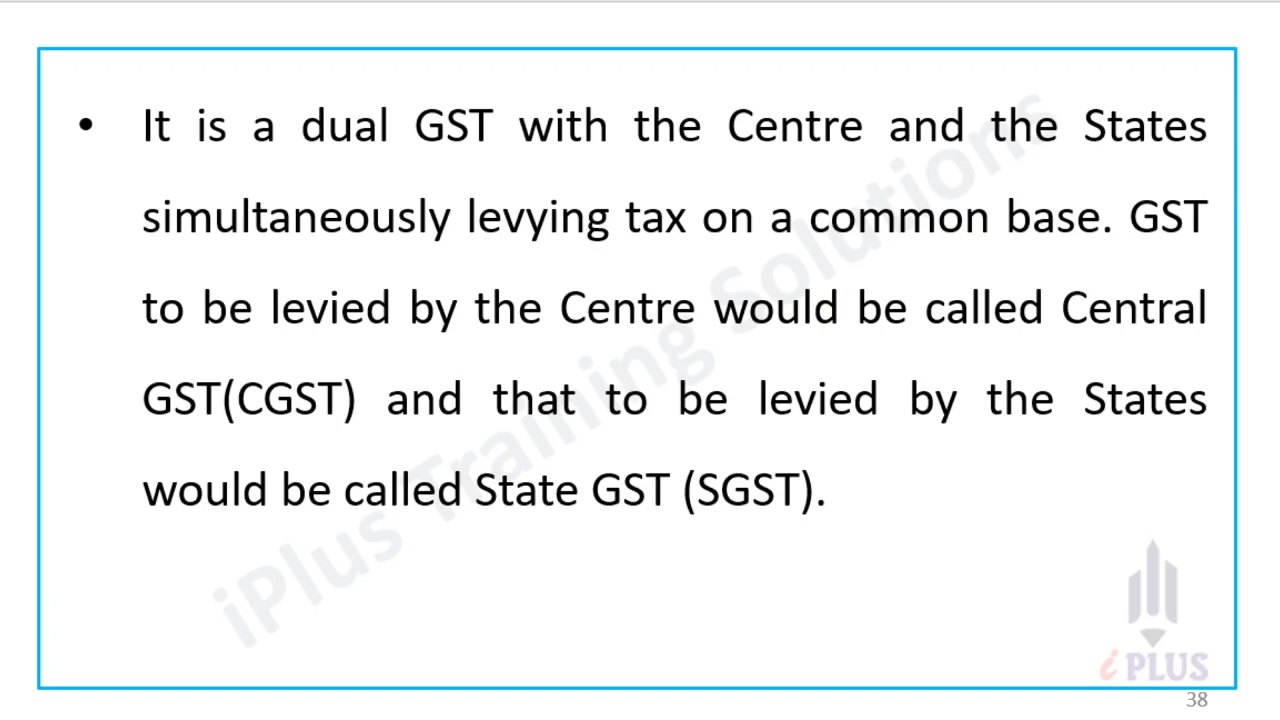 • It is a dual GST with the Centre and the States
simultaneously levying tax on a common base. GST
to be levied by the Centre would be called Central
GST(CGST) and that to be levied by the States
would be called State GST (SGST).
iPlus Training Solutions
iPLUS
38